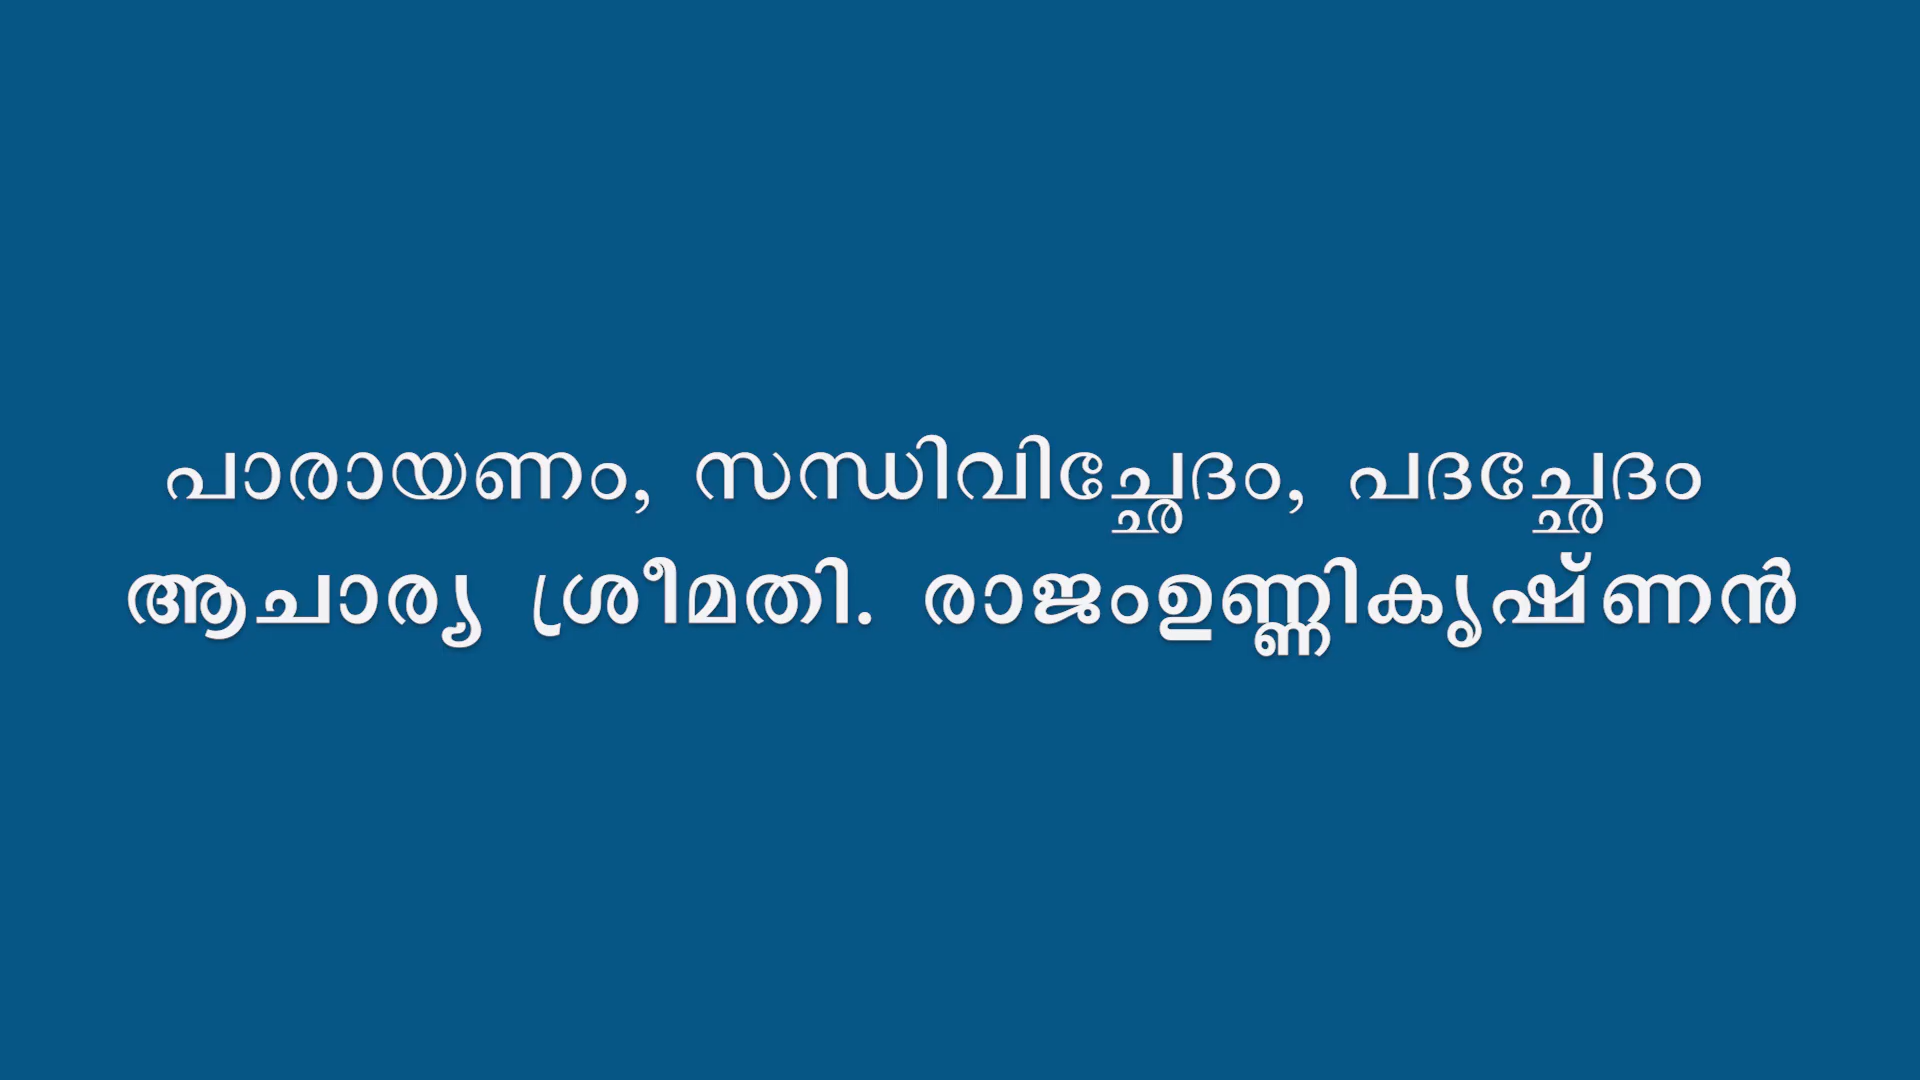 പാരായണം, സന്ധിവിച്ഛേദം, പദച്ഛേദം
ആചാര്യ ശ്രീമതി. രാജംഉണ്ണികൃഷ്ണൻ